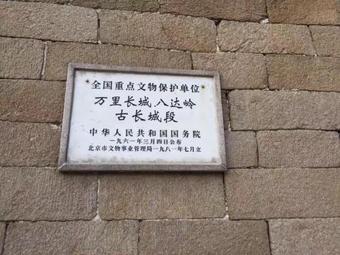 全国重点文物保护单位
万里长城八达岭
古长城段
中华人民共和国国务院
一九六一年三月四日公布
北京市文物事业管理局一九八一年七月立